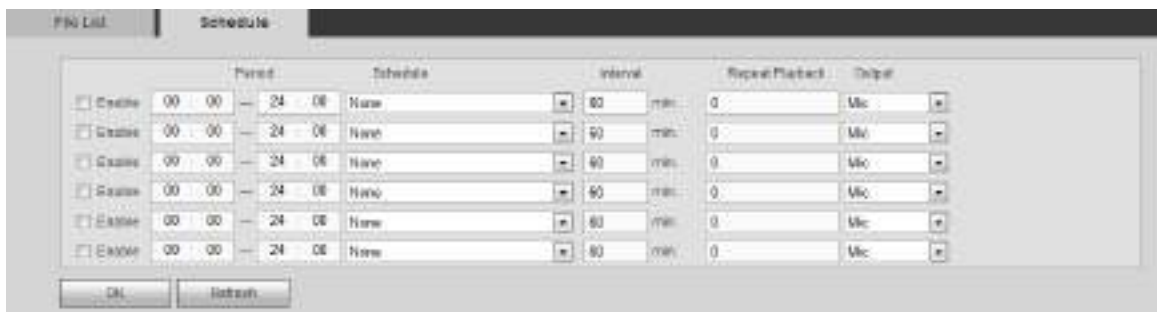 File List Schedule
Period Schedule Interval Repeat Playback Output
Enable 00 : 00 — 24 : 00 None 60 min. 0 Mic
Enable 00 : 00 — 24 : 00 None 60 min. 0 Mic
Enable 00 : 00 — 24 : 00 None 60 min. 0 Mic
Enable 00 : 00 — 24 : 00 None 60 min. 0 Mic
Enable 00 : 00 — 24 : 00 None 60 min. 0 Mic
Enable 00 : 00 — 24 : 00 None 60 min. 0 Mic
OK Refresh